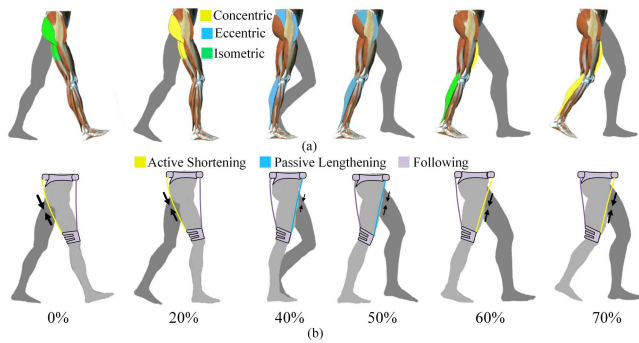 Concentric
Eccentric
Isometric
(a)
Active Shortening Passive Lengthening Following
0% 20% 40% 50% 60% 70%
(b)